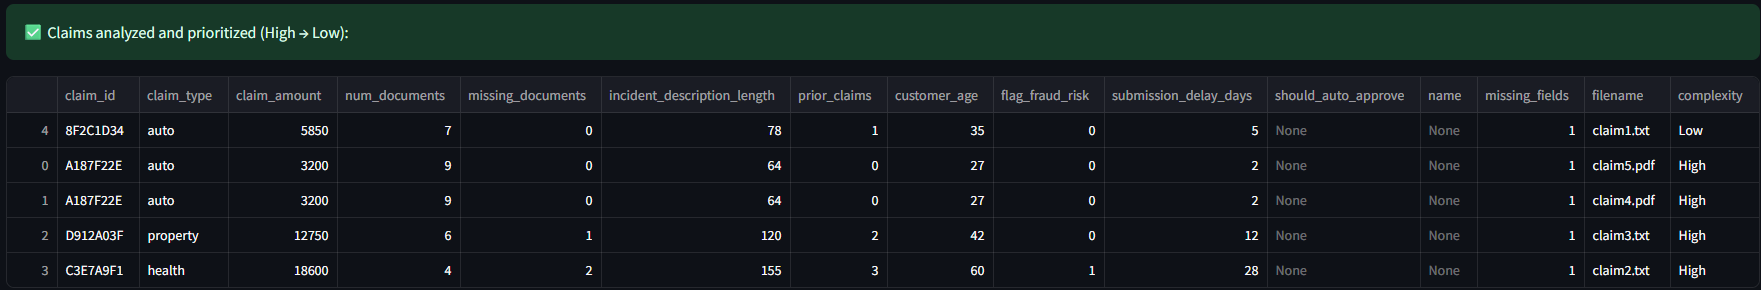 ✅ Claims analyzed and prioritized (High → Low):
claim_id claim_type claim_amount num_documents missing_documents incident_description_length prior_claims customer_age flag_fraud_risk submission_delay_days should_auto_approve name missing_fields filename complexity
4 8F2C1D34 auto 5850 7 0 78 1 35 0 5 None None 1 claim1.txt Low
0 A187F22E auto 3200 9 0 64 0 27 0 2 None None 1 claim5.pdf High
1 A187F22E auto 3200 9 0 64 0 27 0 2 None None 1 claim4.pdf High
2 D912A03F property 12750 6 1 120 2 42 0 12 None None 1 claim3.txt High
3 C3E7A9F1 health 18600 4 2 155 3 60 1 28 None None 1 claim2.txt High